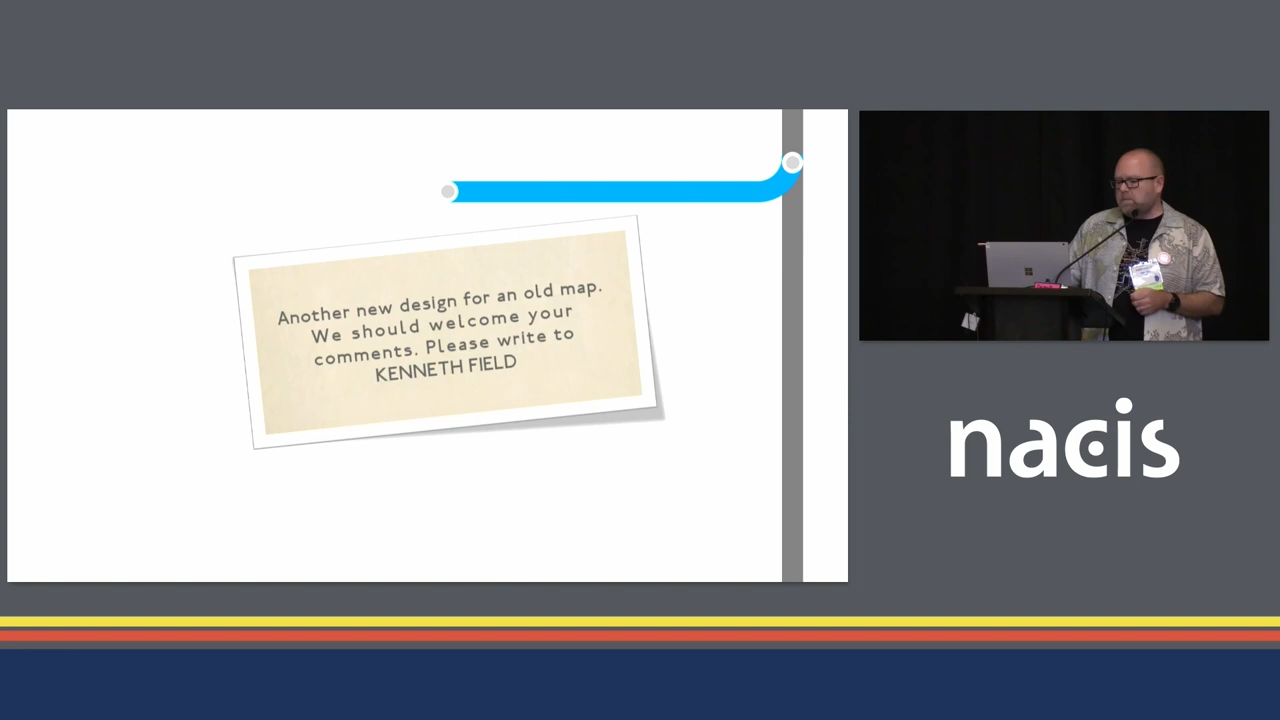 Another new design for an old map.
We should welcome your
comments. Please write to
KENNETH FIELD
nacis